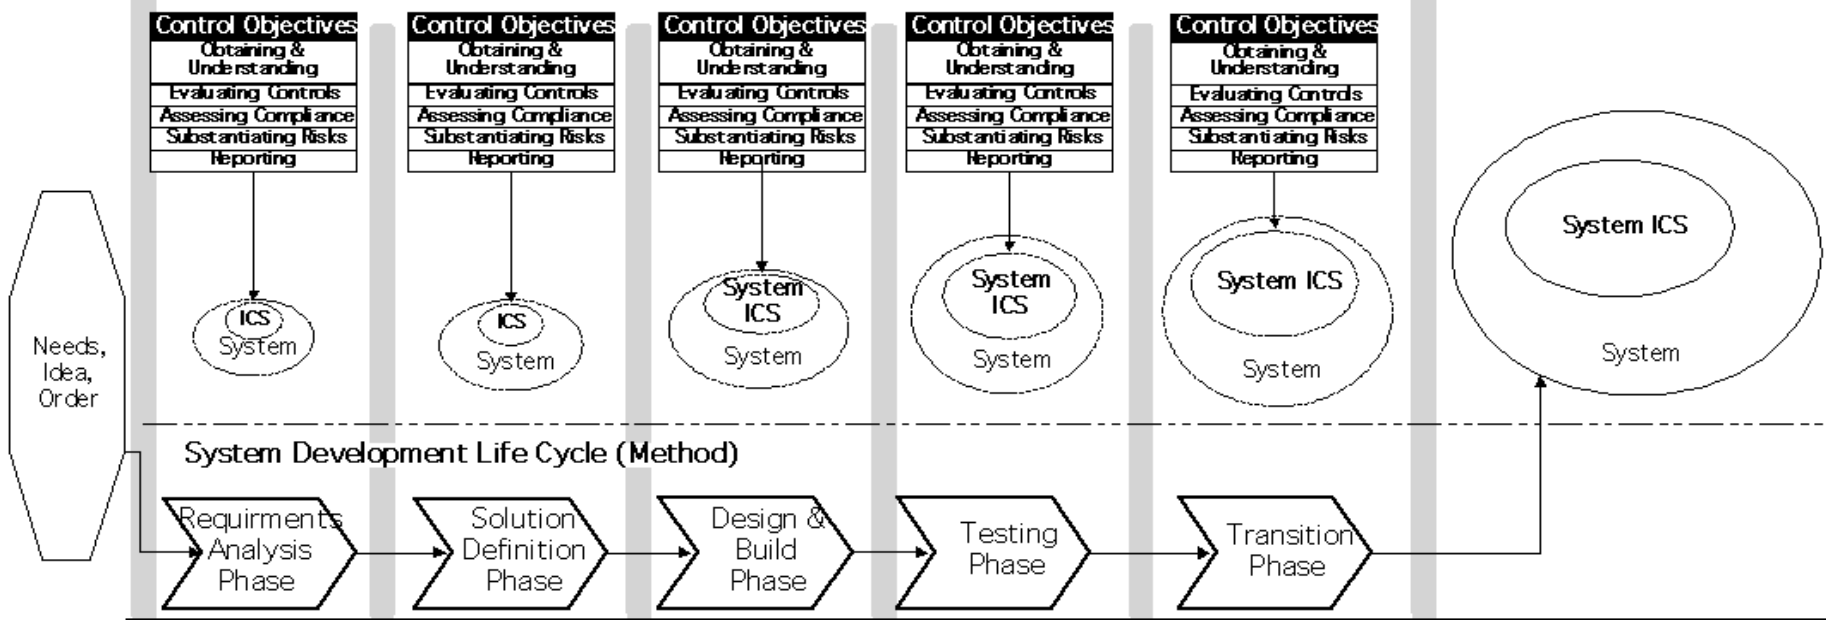 Control Objectives
Obtaining &
Understanding
Evaluating Controls
Assessing Compliance
Substantiating Risks
Reporting
Control Objectives
Obtaining &
Understanding
Evaluating Controls
Assessing Compliance
Substantiating Risks
Reporting
Control Objectives
Obtaining &
Understanding
Evaluating Controls
Assessing Compliance
Substantiating Risks
Reporting
Control Objectives
Obtaining &
Understanding
Evaluating Controls
Assessing Compliance
Substantiating Risks
Reporting
Control Objectives
Obtaining &
Understanding
Evaluating Controls
Assessing Compliance
Substantiating Risks
Reporting
Needs,
Idea,
Order
ICS
System
ICS
System
System
ICS
System
System
ICS
System
System ICS
System
System ICS
System
System Development Life Cycle (Method)
Requirments
Analysis
Phase
Solution
Definition
Phase
Design &
Build
Phase
Testing
Phase
Transition
Phase